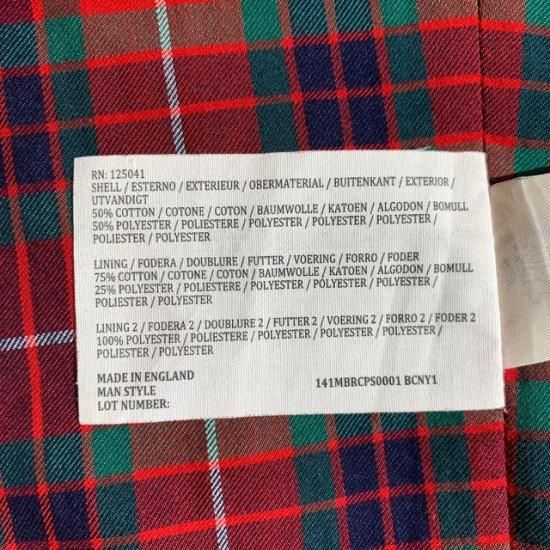 RN: 125041
SHELL / ESTERNO / EXTERIEUR / OBERMATERIAL / BUITENKANT / EXTERIOR /
UTVANDIGT
50% COTTON / COTONE / COTON / BAUMWOLLE / KATOEN / ALGODON / BOMULL
50% POLYESTER / POLIESTERE / POLYESTER / POLYESTER / POLYESTER /
POLIESTER / POLYESTER
LINING / FODERA / DOUBLURE / FUTTER / VOERING / FORRO / FODER
75% COTTON / COTONE / COTON / BAUMWOLLE / KATOEN / ALGODON / BOMULL
25% POLYESTER / POLIESTERE / POLYESTER / POLYESTER / POLYESTER /
POLIESTER / POLYESTER
LINING 2 / FODERA 2 / DOUBLURE 2 / FUTTER 2 / VOERING 2 / FORRO 2 / FODER 2
100% POLYESTER / POLIESTERE / POLYESTER / POLYESTER / POLYESTER /
POLIESTER / POLYESTER
MADE IN ENGLAND
MAN STYLE 141MBRCPS0001 BCNY1
LOT NUMBER: